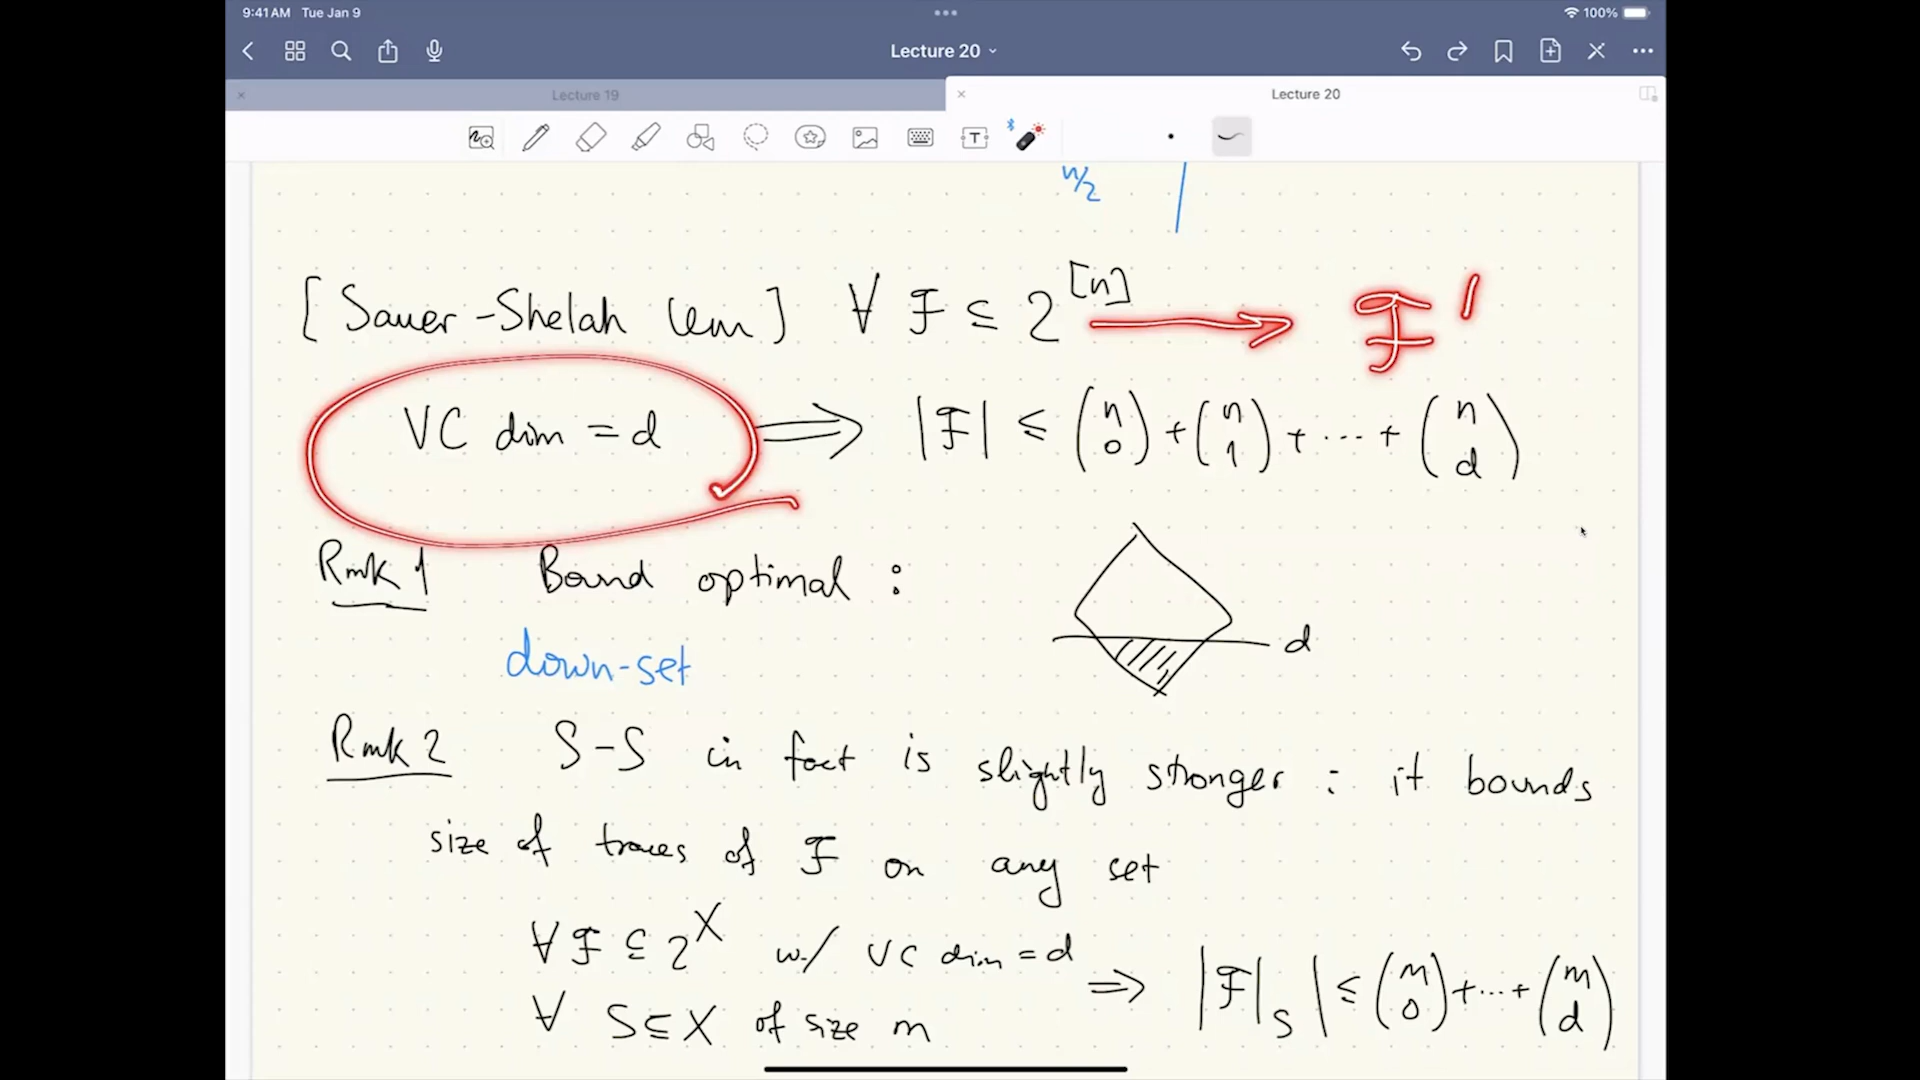 9:41 AM Tue Jan 9
100%
Lecture 20
Lecture 19
Lecture 20
T
n/2
[Sauer-Shelah lem] ∀ F ⊆ 2^[n] → F'
VC dim = d ⇒ |F| ≤ (n 0) + (n 1) + ... + (n d)
Rmk 1 Bound optimal :
d
down-set
Rmk 2 S-S in fact is slightly stronger : it bounds
size of traces of F on any set
∀ F ⊆ 2^X w/ VC dim = d
∀ S ⊆ X of size m ⇒ |F|_S| ≤ (m 0) + ... + (m d)